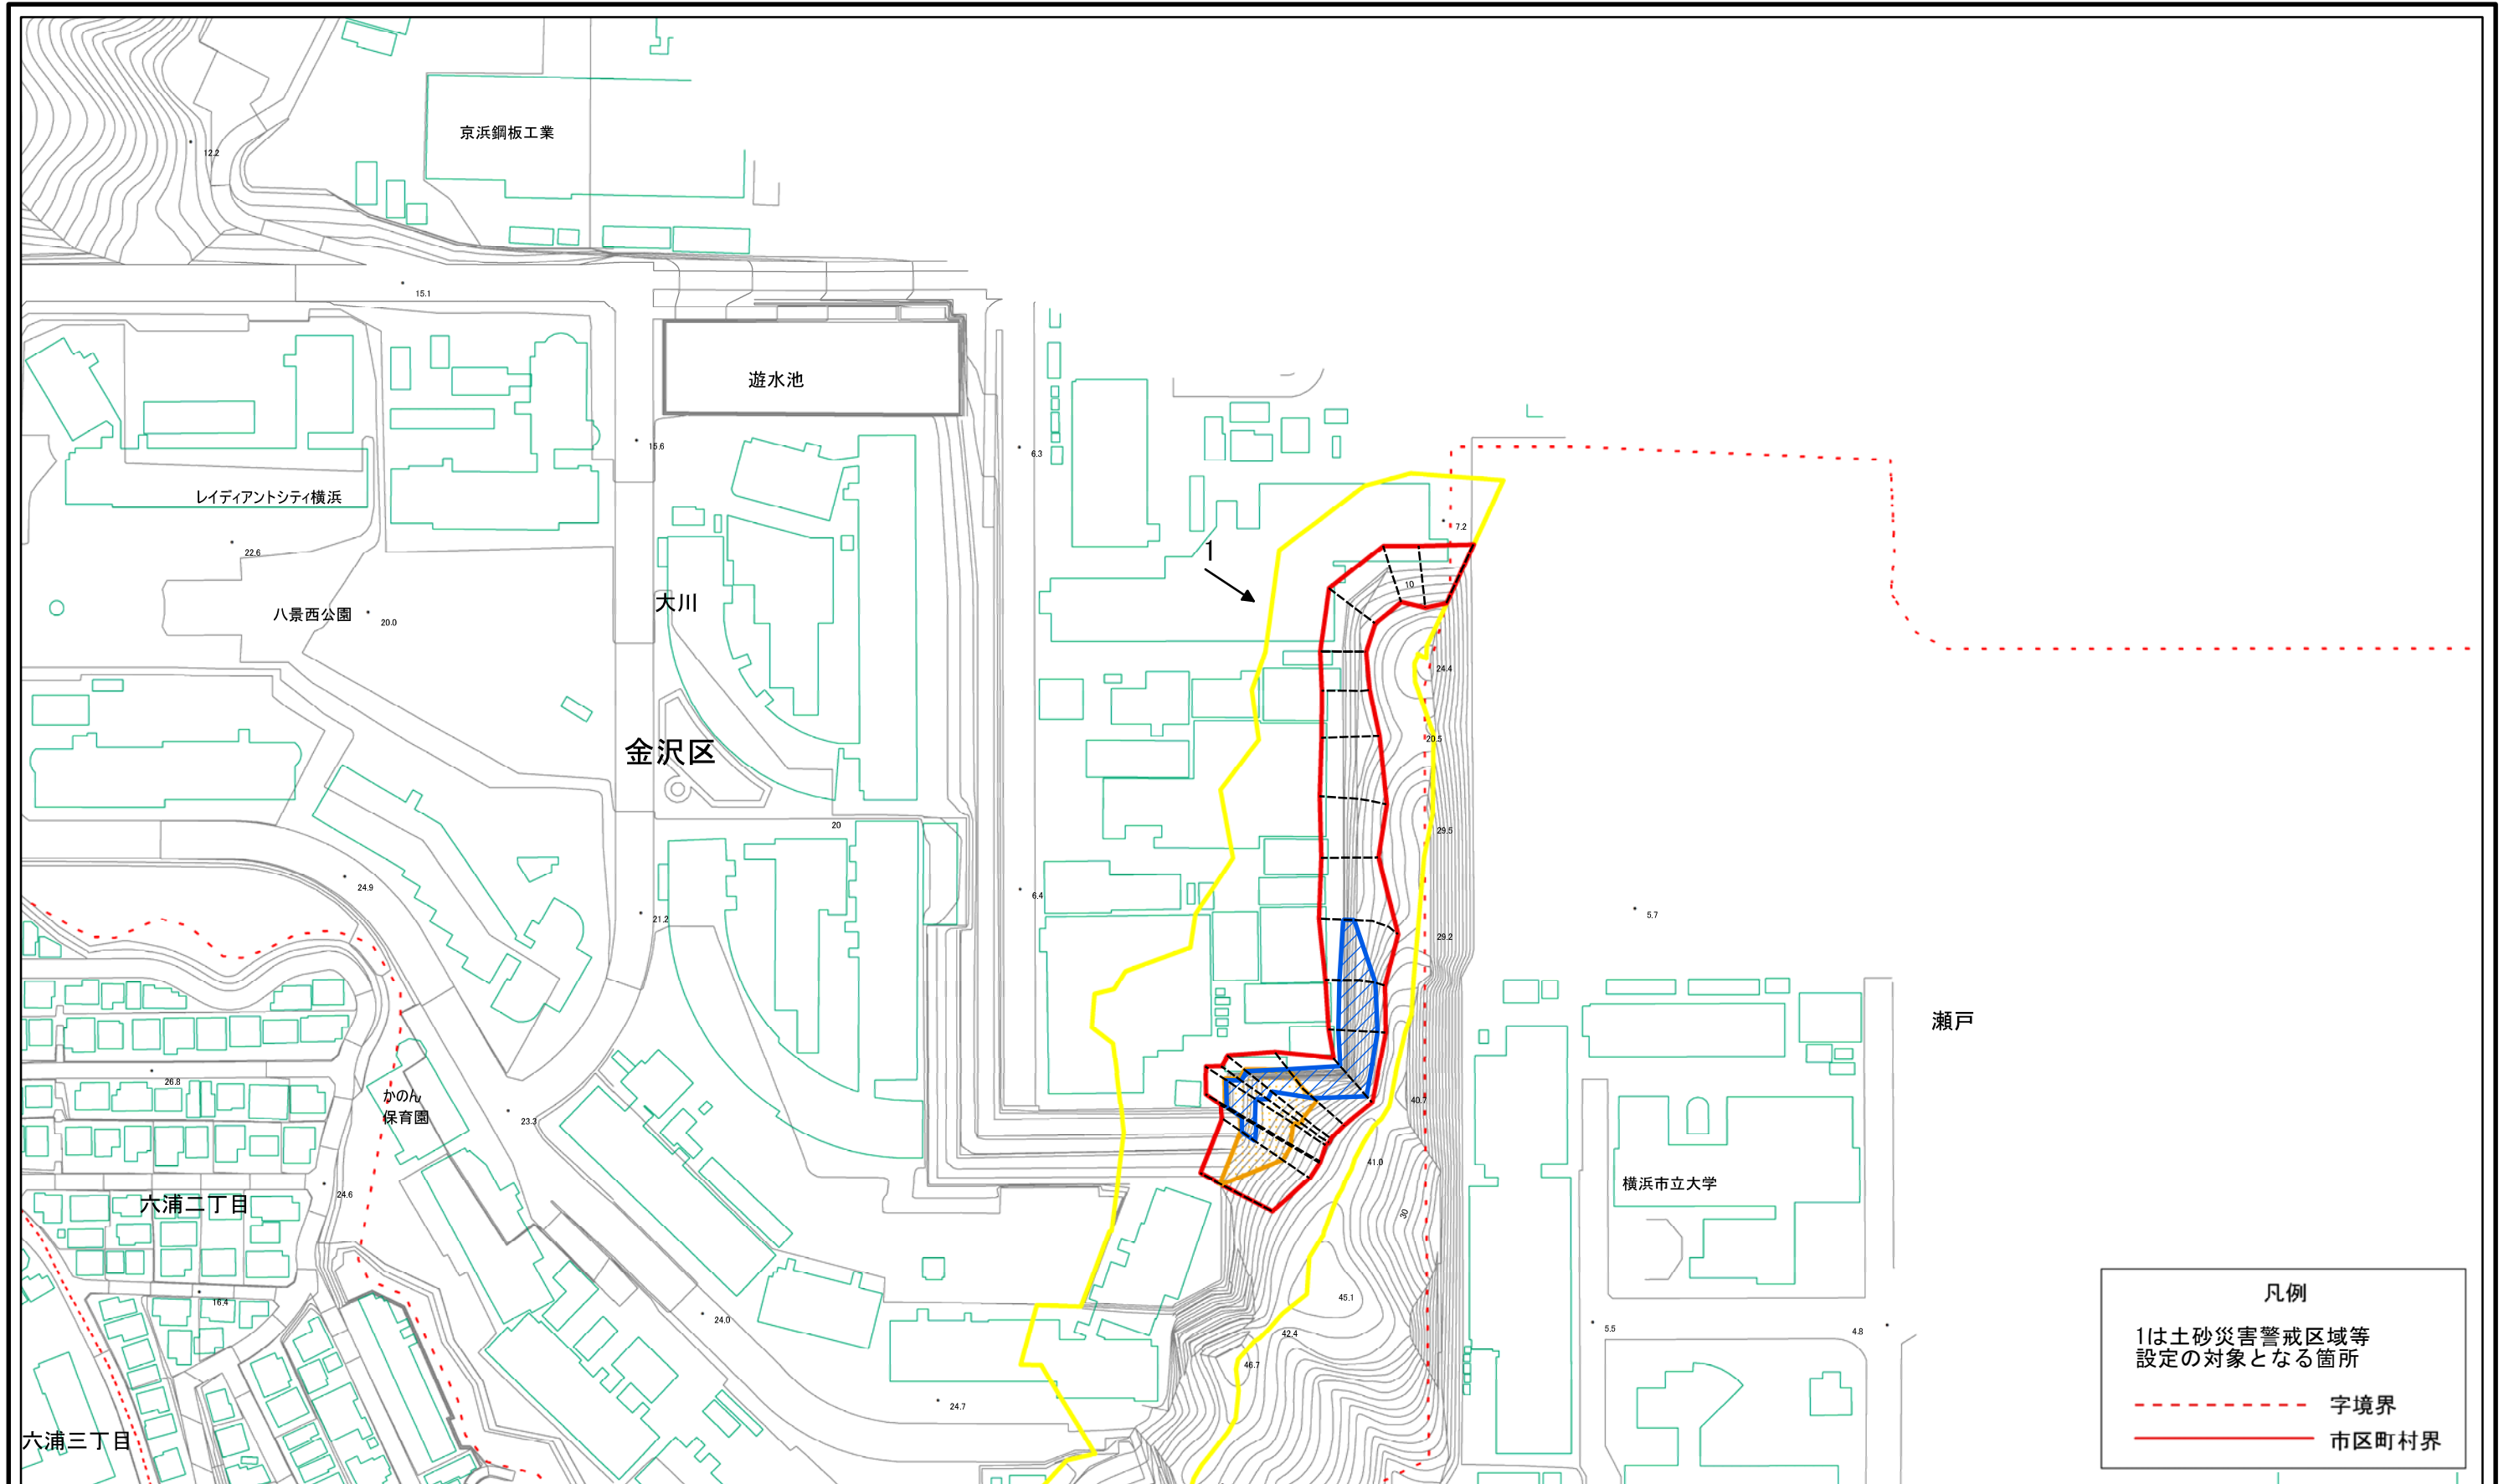 京浜鋼板工業
12.2
15.1
遊水池
15.6
6.3
レイディアントシティ横浜
22.6
7.2
1
10
大川
八景西公園
20.0
24.4
20.5
金沢区
20
29.5
24.9
6.4
21.2
5.7
29.2
瀬戸
26.8
かのん
保育園
23.3
40.7
41.0
横浜市立大学
24.6
六浦二丁目
30
45.1
16.4
24.0
42.4
5.5
4.8
46.7
24.7
六浦三丁目
凡例
1は土砂災害警戒区域等
設定の対象となる箇所
字境界
市区町村界